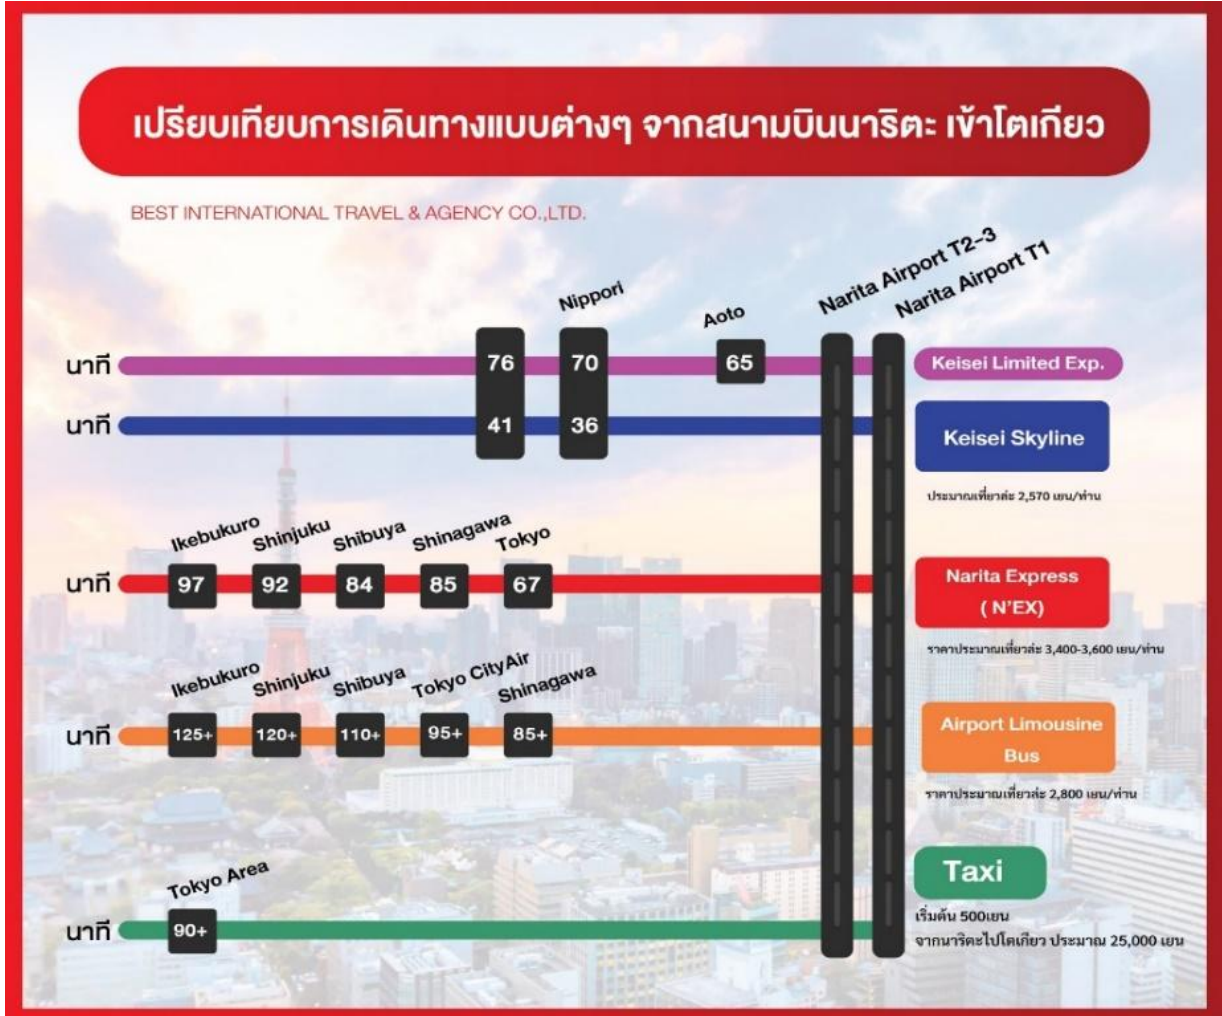 เปรียบเทียบการเดินทางแบบต่างๆ จากสนามบินนาริตะ เข้าโตเกียว
BEST INTERNATIONAL TRAVEL & AGENCY CO.,LTD.
Narita Airport T2-3
Narita Airport T1
Nippori
Aoto
นาที 76 70 65 Keisei Limited Exp.
นาที 41 36 Keisei Skyline
ประมาณเที่ยวล่ะ 2,570 เยน/ท่าน
Ikebukuro Shinjuku Shibuya Shinagawa Tokyo
นาที 97 92 84 85 67
Narita Express
( N'EX)
ราคาประมาณเที่ยวล่ะ 3,400-3,600 เยน/ท่าน
Ikebukuro Shinjuku Shibuya Tokyo CityAir Shinagawa
นาที 125+ 120+ 110+ 95+ 85+
Airport Limousine
Bus
ราคาประมาณเที่ยวล่ะ 2,800 เยน/ท่าน
Tokyo Area
นาที 90+
Taxi
เริ่มต้น 500เยน
จากนาริตะไปโตเกียว ประมาณ 25,000 เยน